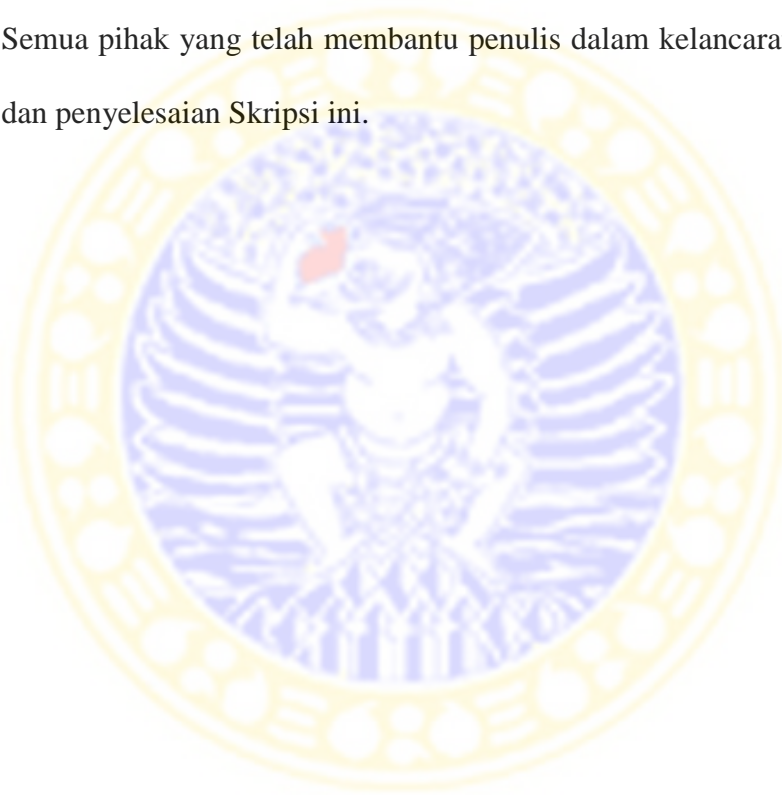 Semua pihak yang telah membantu penulis dalam kelancara
dan penyelesaian Skripsi ini.